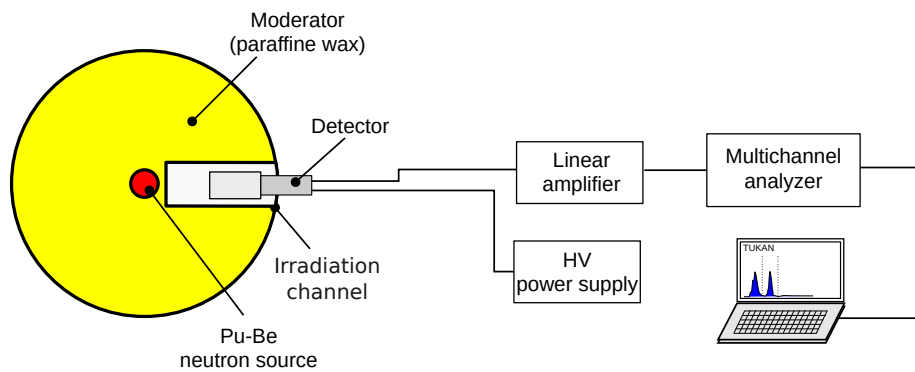 Moderator
(paraffine wax)
Detector
Linear
amplifier
Multichannel
analyzer
TUKAN
Irradiation
channel
HV
power supply
Pu-Be
neutron source